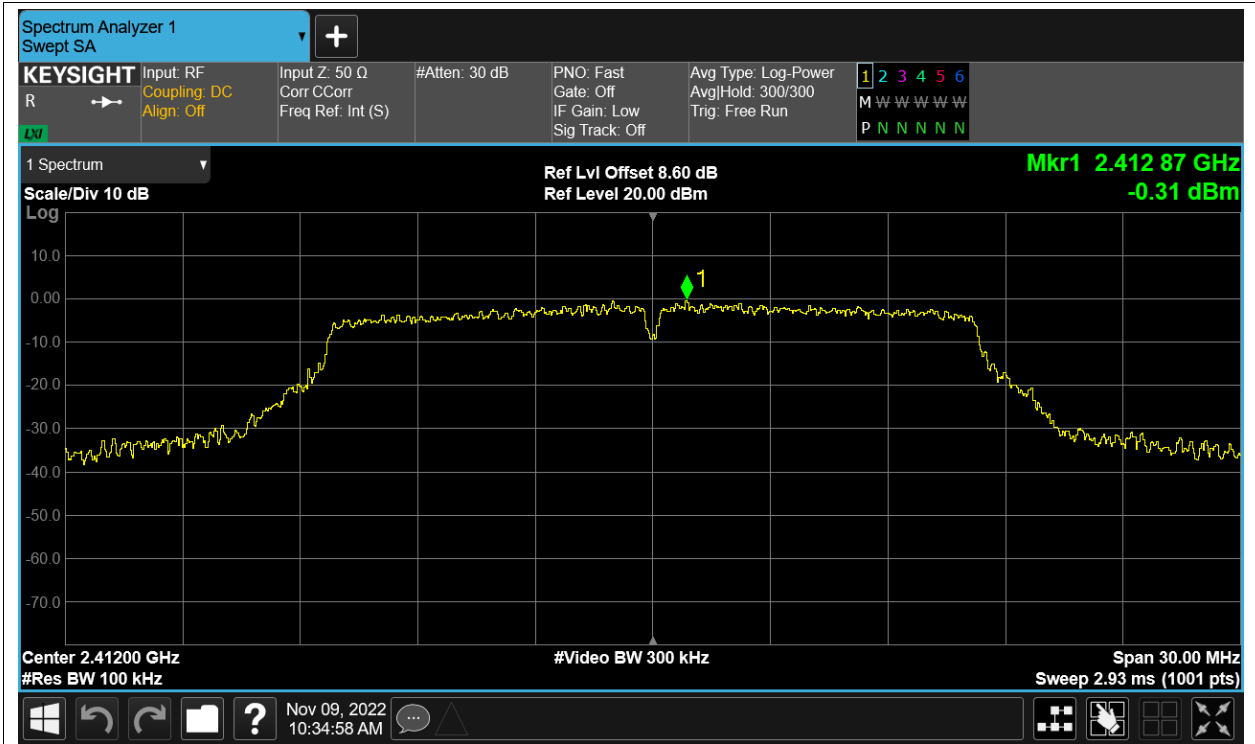 Spectrum Analyzer 1
Swept SA
KEYSIGHT
R
LXI
Input: RF
Coupling: DC
Align: Off
Input Z: 50 Ω
Corr CCorr
Freq Ref: Int (S)
#Atten: 30 dB
PNO: Fast
Gate: Off
IF Gain: Low
Sig Track: Off
Avg Type: Log-Power
Avg|Hold: 300/300
Trig: Free Run
1 2 3 4 5 6
M W W W W W
P N N N N N
1 Spectrum
Scale/Div 10 dB
Log
Ref Lvl Offset 8.60 dB
Ref Level 20.00 dBm
Mkr1 2.412 87 GHz
-0.31 dBm
10.0
0.00
-10.0
-20.0
-30.0
-40.0
-50.0
-60.0
-70.0
1
Center 2.41200 GHz
#Res BW 100 kHz
#Video BW 300 kHz
Span 30.00 MHz
Sweep 2.93 ms (1001 pts)
?
Nov 09, 2022
10:34:58 AM